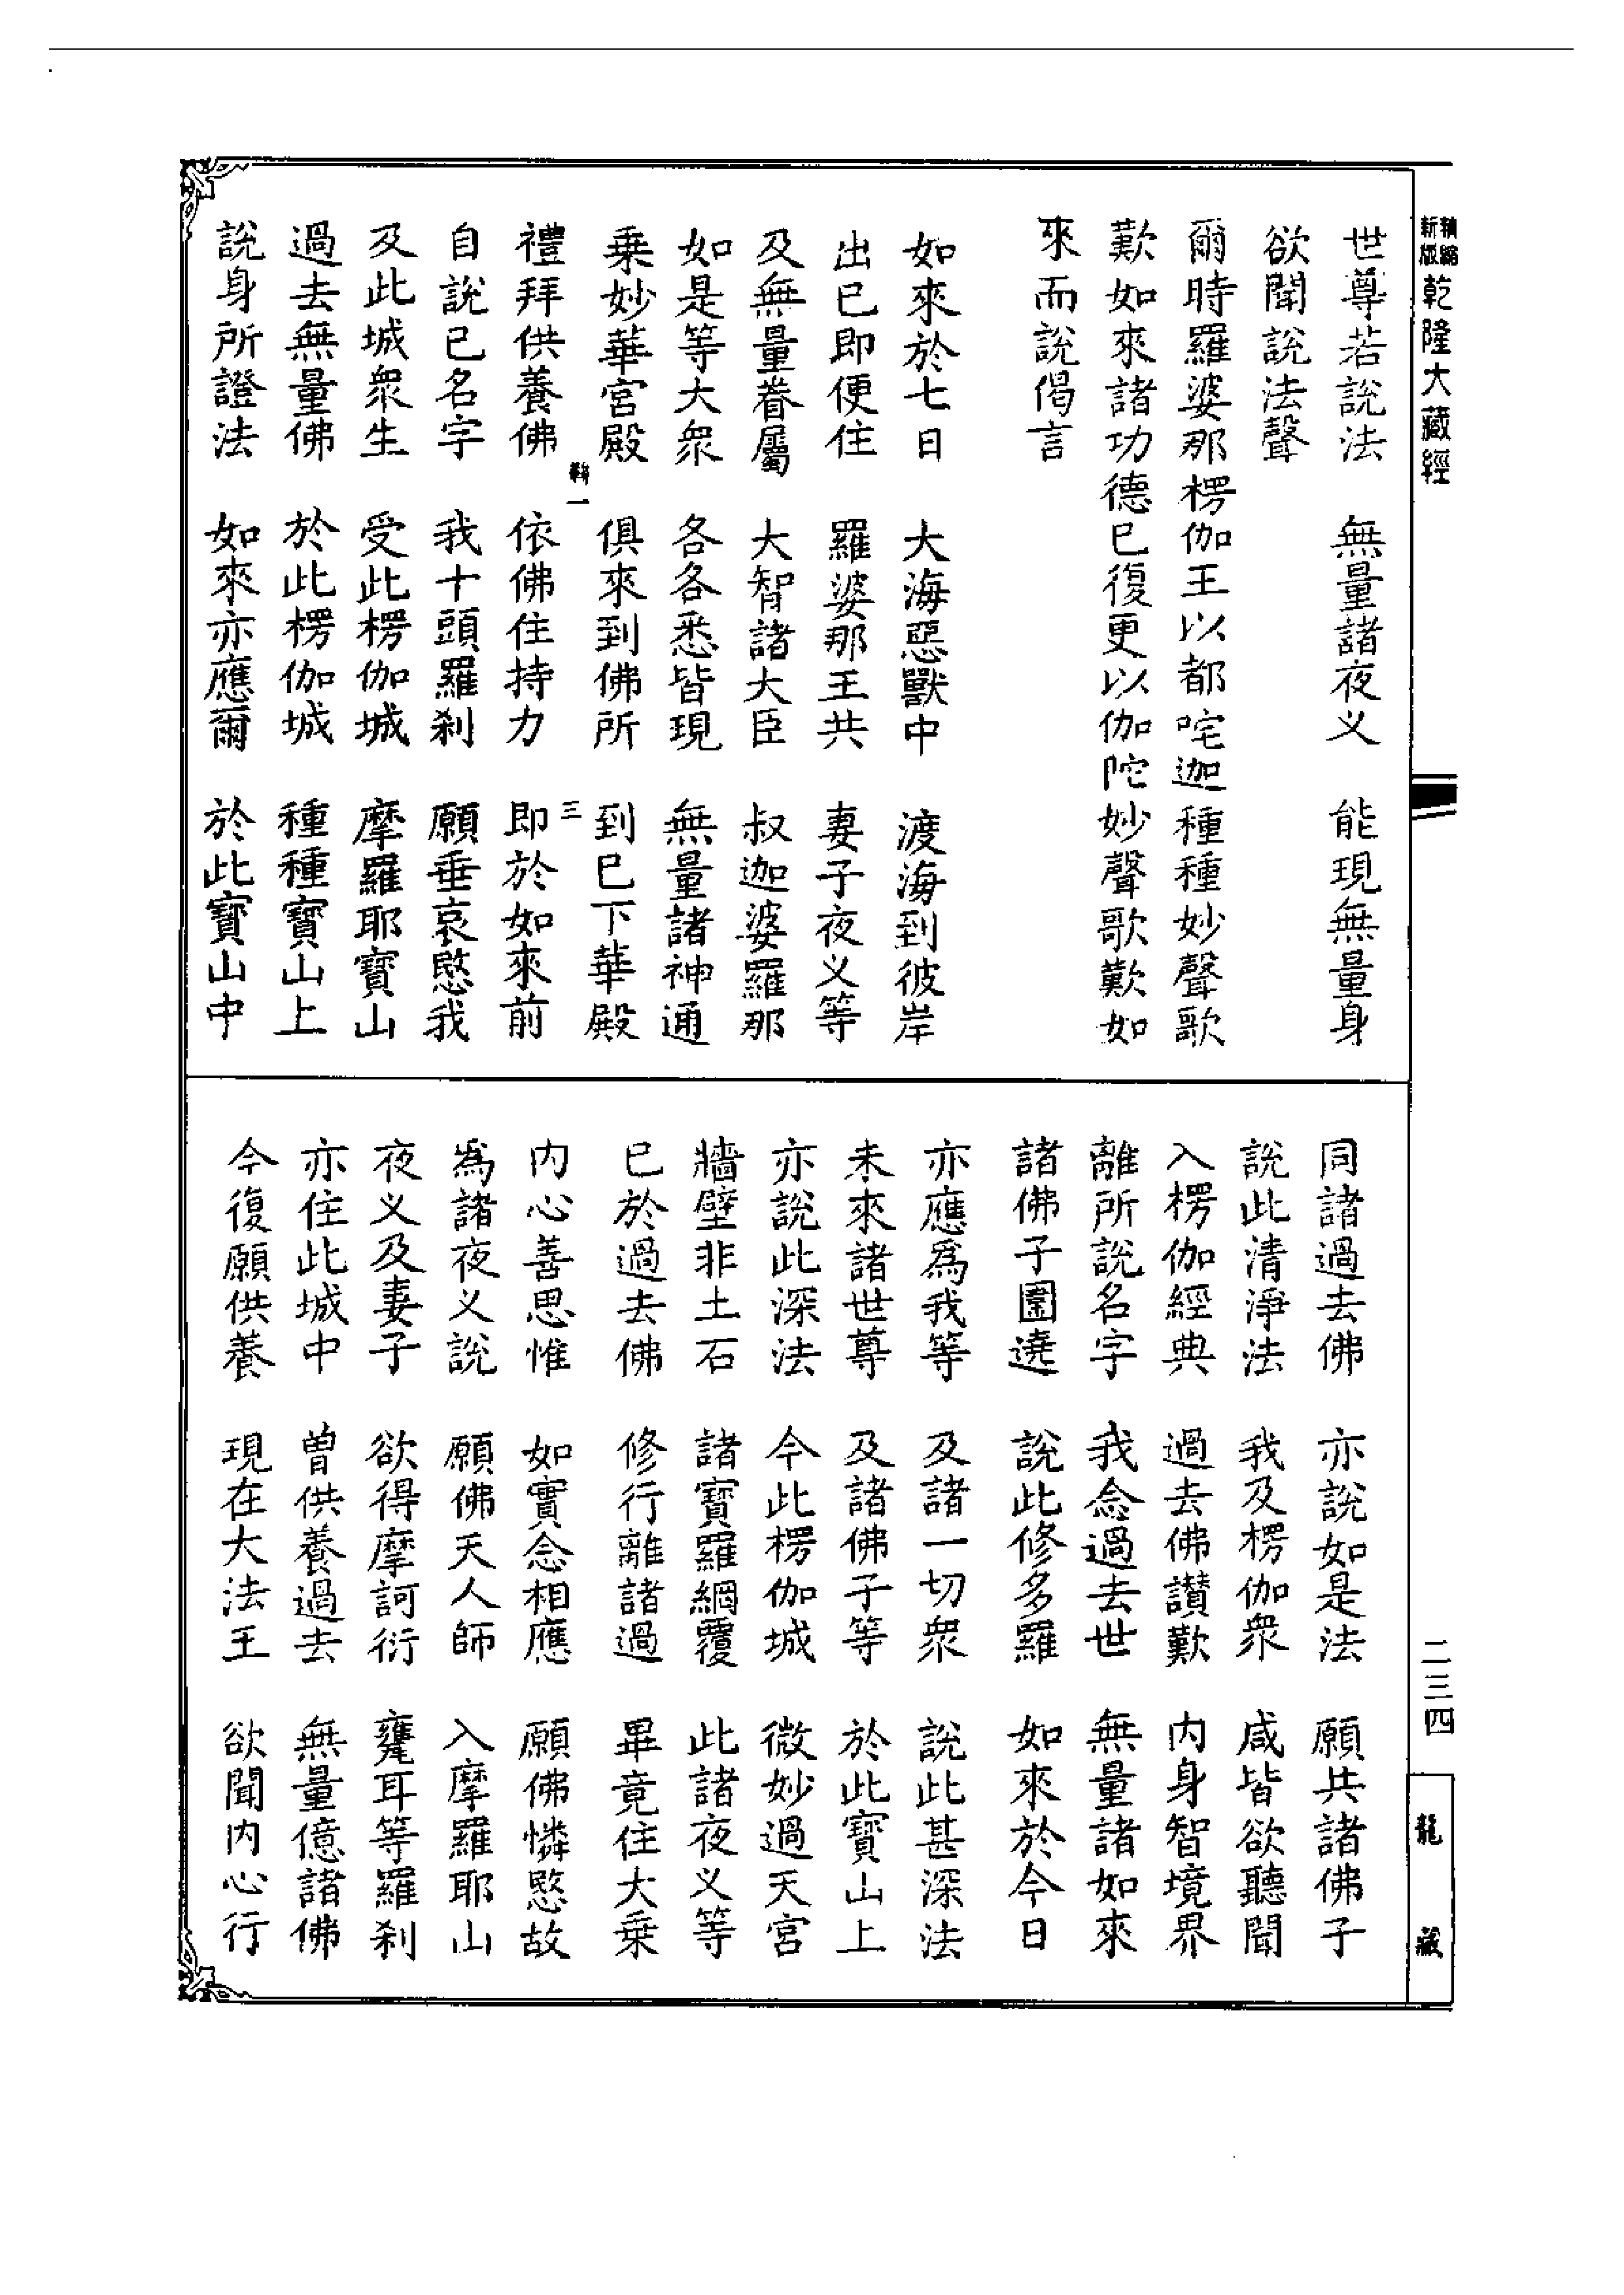 精縮新版 乾隆大藏經
世尊若說法　無量諸夜义　能現無量身
欲聞說法聲
爾時羅婆那楞伽王以都咤迦種種妙聲歌
歎如來諸功德已復更以伽陀妙聲歌歎如
來而說偈言
如來於七日　大海惡獸中　渡海到彼岸
出已即便住　羅婆那王共　妻子夜义等
及無量眷屬　大智諸大臣　叔迦婆羅那
如是等大衆　各各悉皆現　無量諸神通
乗妙華宮殿　俱來到佛所　到已下華殿
一　三
禮拜供養佛　依佛住持力　即於如來前
自說已名字　我十頭羅剎　願垂哀愍我
及此城衆生　受此楞伽城　摩羅耶寶山
過去無量佛　於此楞伽城　種種寶山上
說身所證法　如來亦應爾　於此寶山中
同諸過去佛　亦說如是法　願共諸佛子
說此清淨法　我及楞伽衆　咸皆欲聽聞
入楞伽經典　過去佛讃歎　內身智境界
離所說名字　我念過去世　無量諸如來
諸佛子圍遶　說此修多羅　如來於今日
亦應爲我等　及諸一切衆　說此甚深法
未來諸世尊　及諸佛子等　於此寶山上
亦說此深法　今此楞伽城　微妙過天宮
牆壁非土石　諸寶羅網覆　此諸夜义等
已於過去佛　修行離諸過　畢竟住大乗
內心善思惟　如實念相應　願佛憐愍故
爲諸夜义說　願佛天人師　入摩羅耶山
夜义及妻子　欲得摩訶衍　甕耳等羅剎
亦住此城中　曽供養過去　無量億諸佛
今復願供養　現在大法王　欲聞內心行
二三四
龍藏